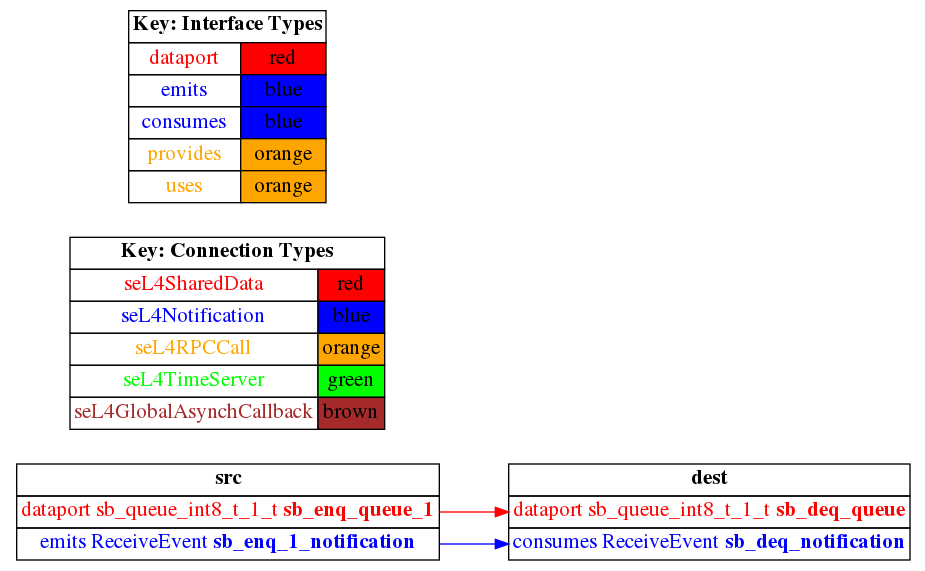 Key: Interface Types
dataport red
emits blue
consumes blue
provides orange
uses orange
Key: Connection Types
seL4SharedData red
seL4Notification blue
seL4RPCCall orange
seL4TimeServer green
seL4GlobalAsynchCallback brown
src
dataport sb_queue_int8_t_1_t sb_enq_queue_1
emits ReceiveEvent sb_enq_1_notification
dest
dataport sb_queue_int8_t_1_t sb_deq_queue
consumes ReceiveEvent sb_deq_notification